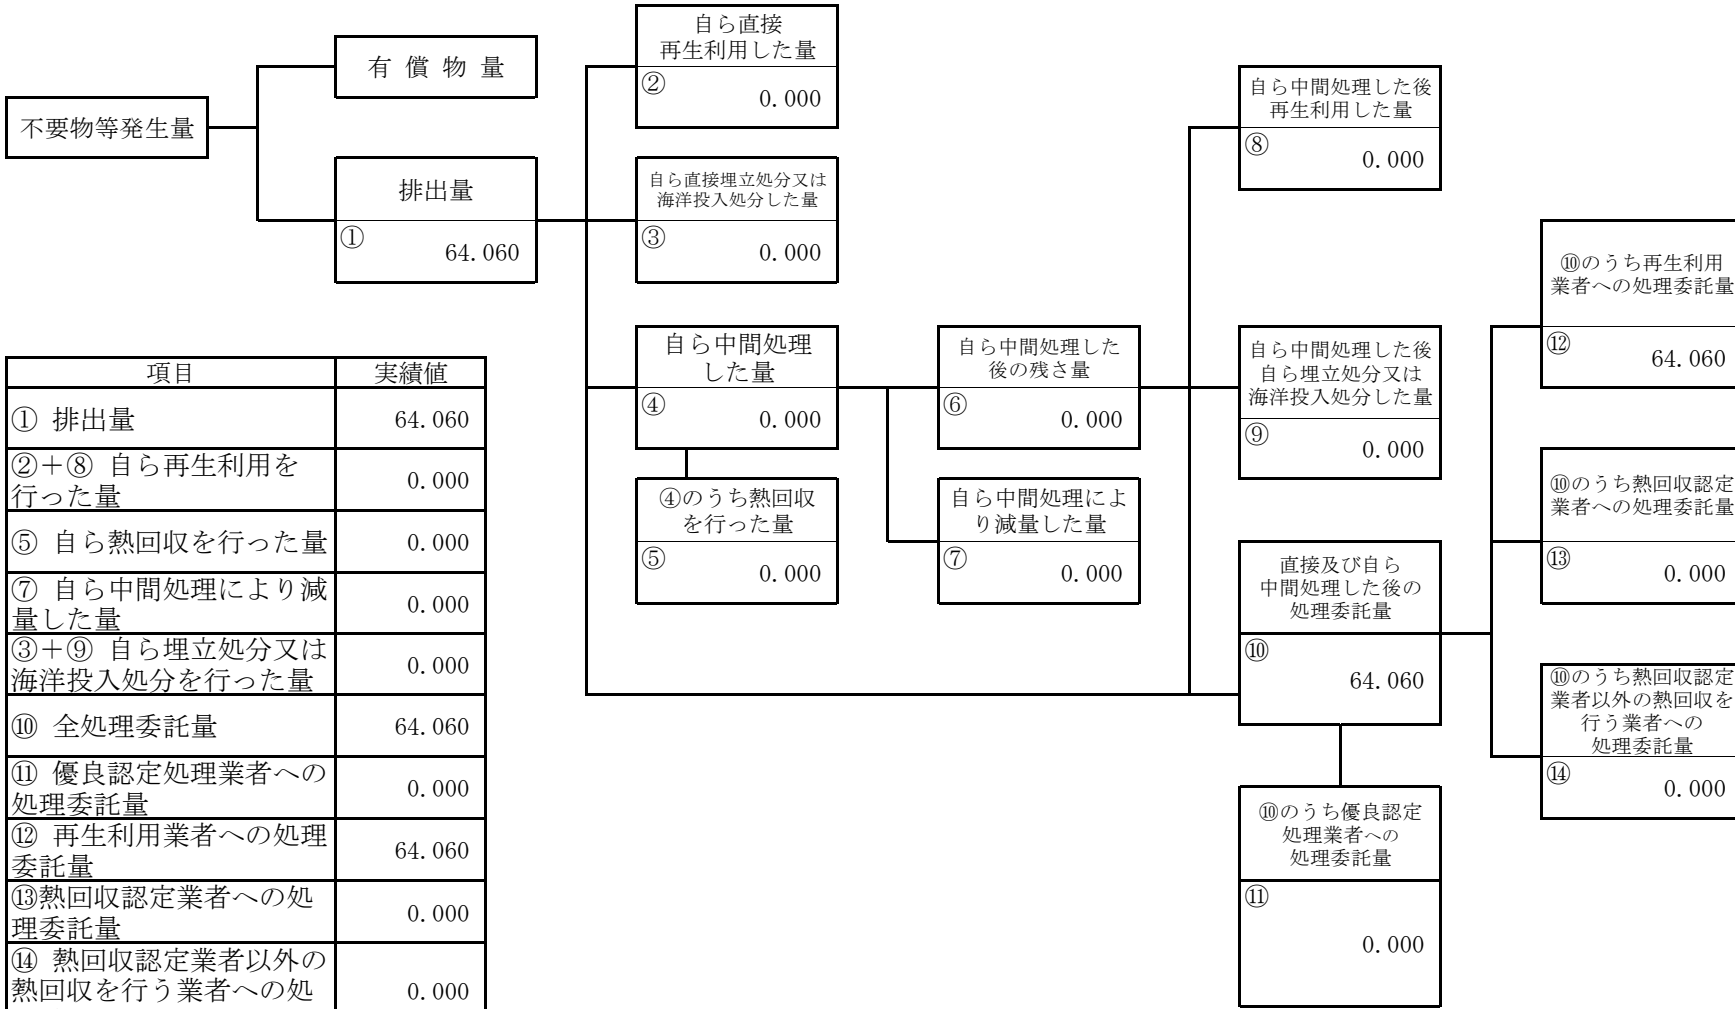 不要物等発生量
有 償 物 量
排出量
①
64.060
自ら直接
再生利用した量
②
0.000
自ら直接埋立処分又は
海洋投入処分した量
③
0.000
自ら中間処理
した量
④
0.000
④のうち熱回収
を行った量
⑤
0.000
自ら中間処理した
後の残さ量
⑥
0.000
自ら中間処理によ
り減量した量
⑦
0.000
自ら中間処理した後
再生利用した量
⑧
0.000
自ら中間処理した後
自ら埋立処分又は
海洋投入処分した量
⑨
0.000
直接及び自ら
中間処理した後の
処理委託量
⑩
64.060
⑩のうち優良認定
処理業者への
処理委託量
⑪
0.000
⑩のうち再生利用
業者への処理委託量
⑫
64.060
⑩のうち熱回収認定
業者への処理委託量
⑬
0.000
⑩のうち熱回収認定
業者以外の熱回収を
行う業者への
処理委託量
⑭
0.000
項目 実績値
① 排出量 64.060
②＋⑧ 自ら再生利用を
行った量 0.000
⑤ 自ら熱回収を行った量 0.000
⑦ 自ら中間処理により減
量した量 0.000
③＋⑨ 自ら埋立処分又は
海洋投入処分を行った量 0.000
⑩ 全処理委託量 64.060
⑪ 優良認定処理業者への
処理委託量 0.000
⑫ 再生利用業者への処理
委託量 64.060
⑬熱回収認定業者への処
理委託量 0.000
⑭ 熱回収認定業者以外の
熱回収を行う業者への処 0.000